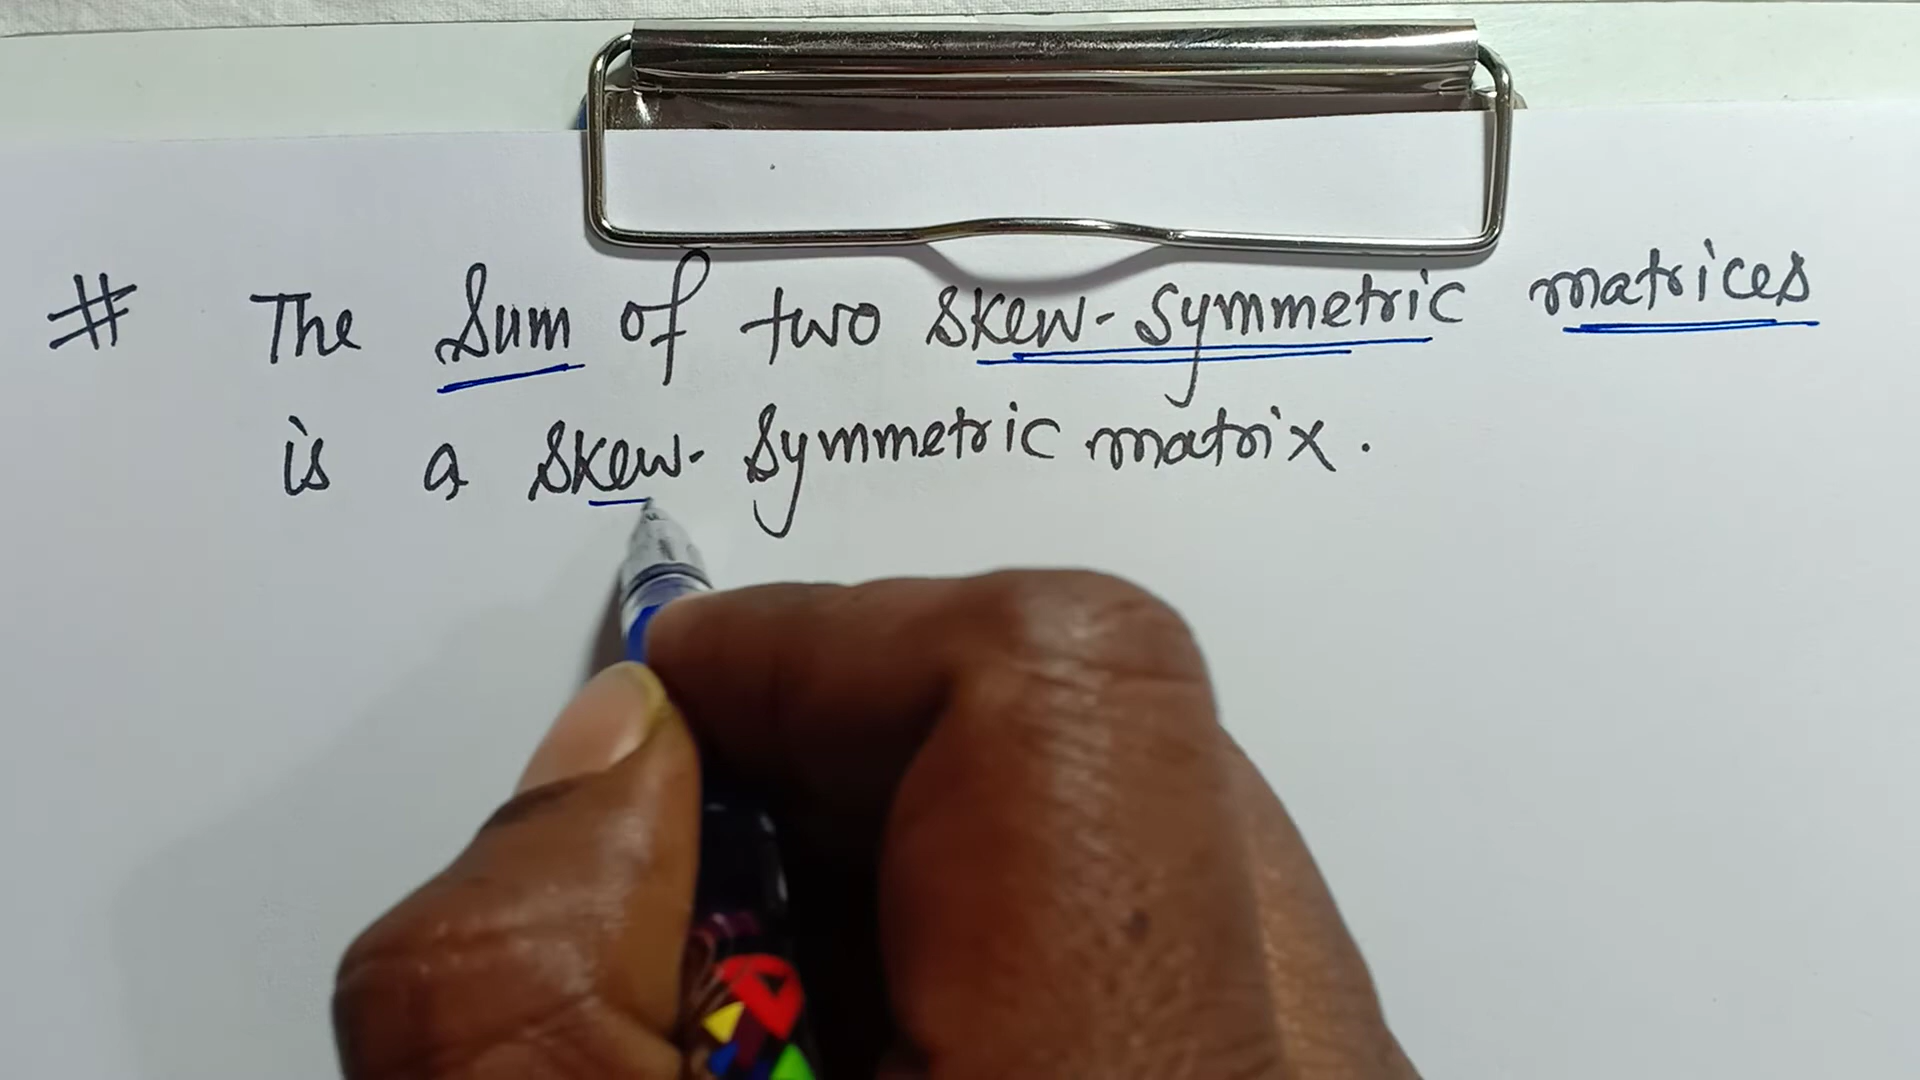 # The Sum of two skew-symmetric matrices
is a skew-symmetric matrix.